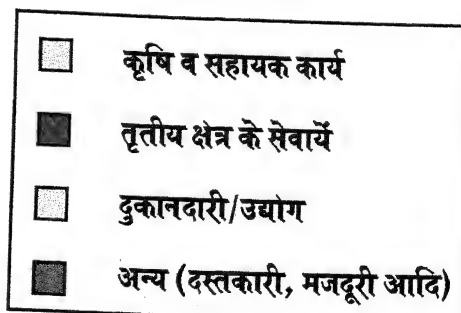 कृषि व सहायक कार्य
तृतीय क्षेत्र के सेवायें
दुकानदारी/उद्योग
अन्य (दस्तकारी, मजदूरी आदि)